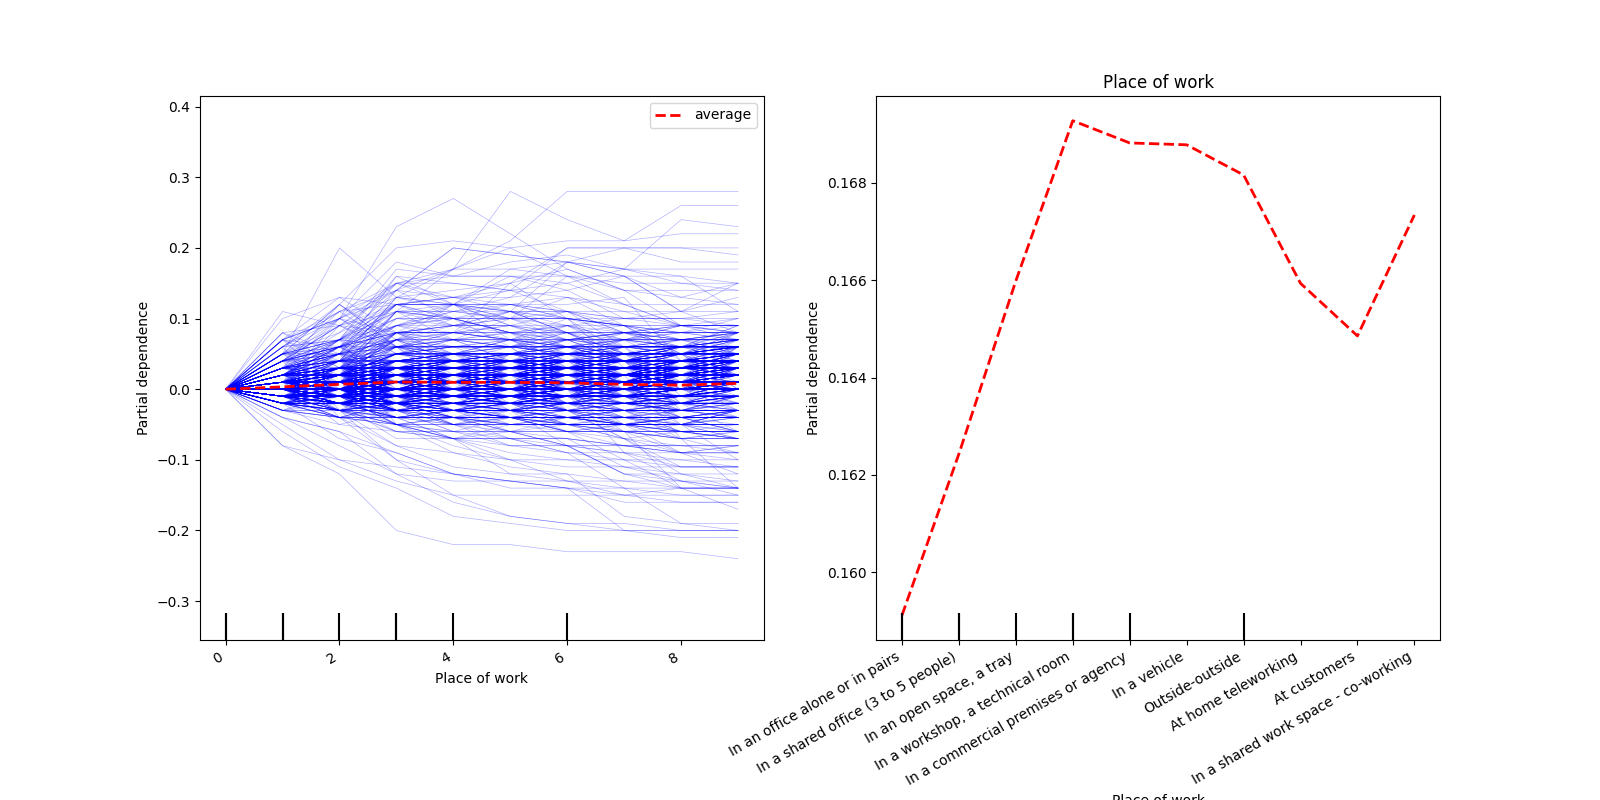 Place of work
0.4
0.3
0.2
0.1
0.0
−0.1
−0.2
−0.3
Partial dependence
average
0
2
4
6
8
Place of work
0.168
0.166
0.164
0.162
0.160
Partial dependence
In an office alone or in pairs
In a shared office (3 to 5 people)
In an open space, a tray
In a workshop, a technical room
In a commercial premises or agency
In a vehicle
Outside-outside
At home teleworking
At customers
In a shared work space - co-working
Place of work